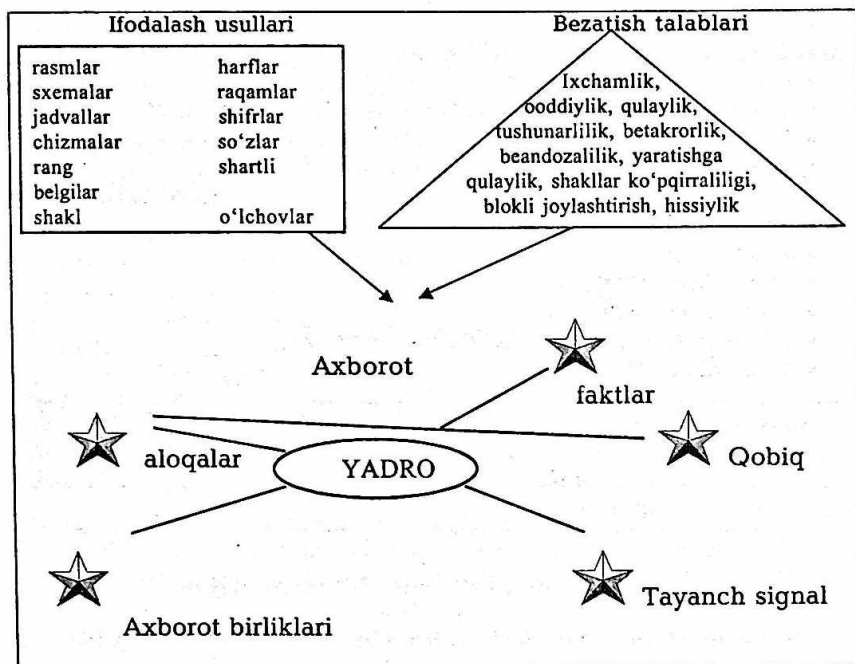 Ifodalash usullari
Bezatish talablari
rasmlar harflar
sxemalar raqamlar
jadvallar shifrlar
chizmalar so‘zlar
rang shartli
belgilar
shakl o‘lchovlar
Ixchamlik,
ooddiylik, qulaylik,
tushunarlilik, betakrorlik,
beandozalilik, yaratishga
qulaylik, shakllar ko‘pqirraliligi,
blokli joylashtirish, hissiylik
Axborot
faktlar
aloqalar
YADRO
Qobiq
Axborot birliklari
Tayanch signal